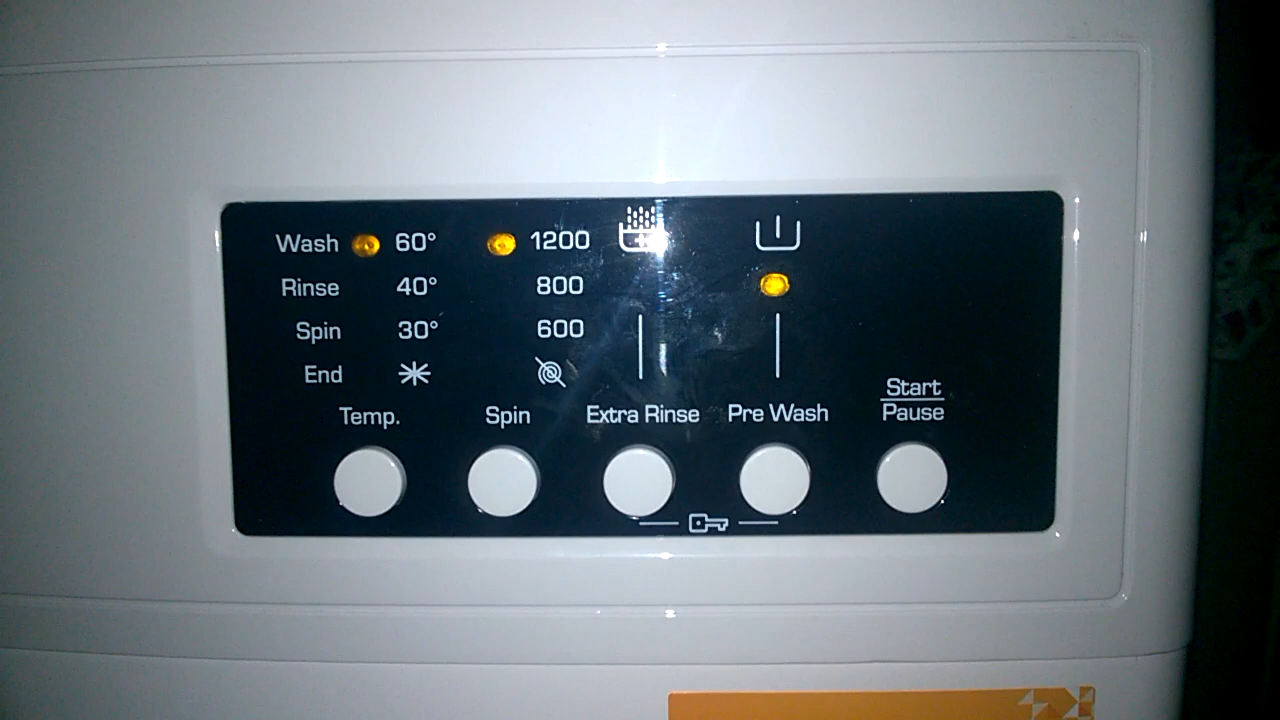 Wash 60° 1200
Rinse 40° 800
Spin 30° 600
End
Temp. Spin Extra Rinse Pre Wash Start
Pause